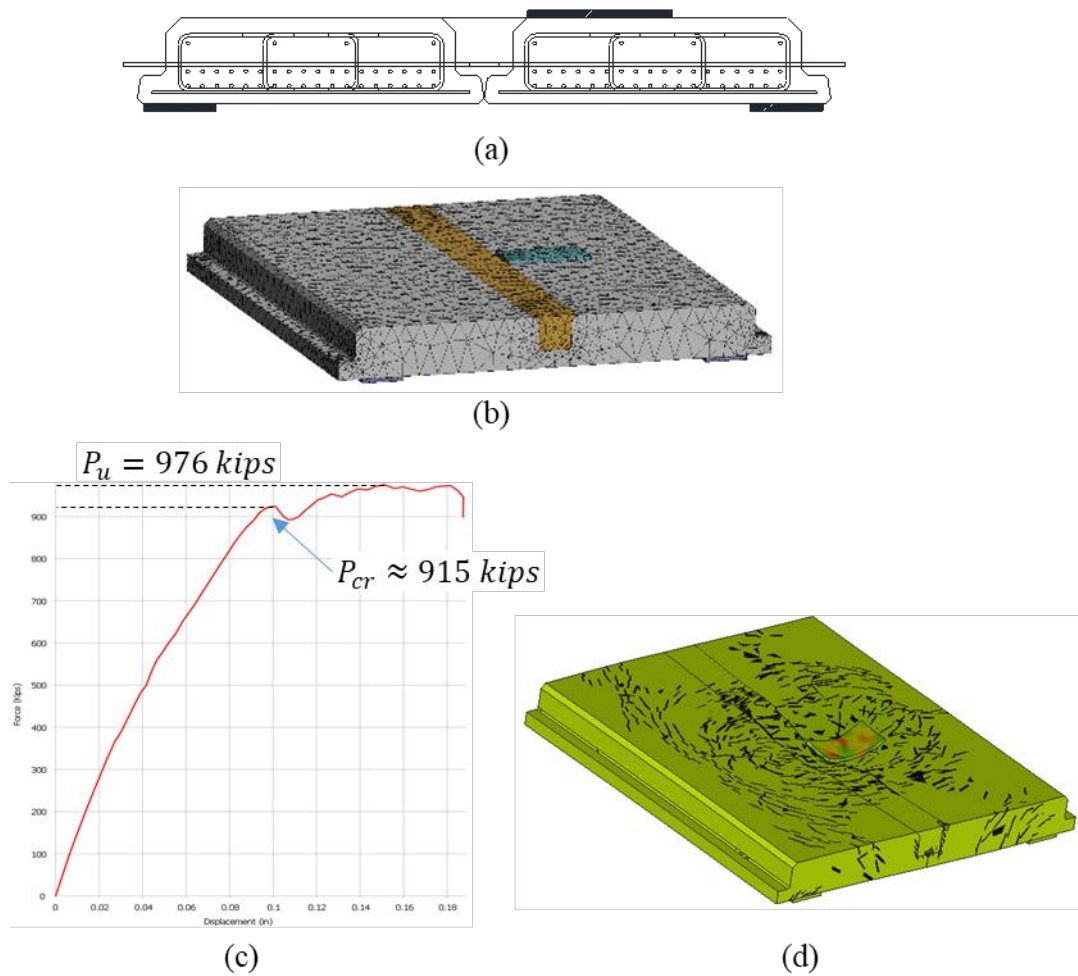 (a)
(b)
P_u = 976 kips
P_cr ≈ 915 kips
900
800
700
600
500
400
300
200
100
0
Force (Kips)
0 0.02 0.04 0.06 0.08 0.1 0.12 0.14 0.16 0.18
Displacement (in)
(c)
(d)